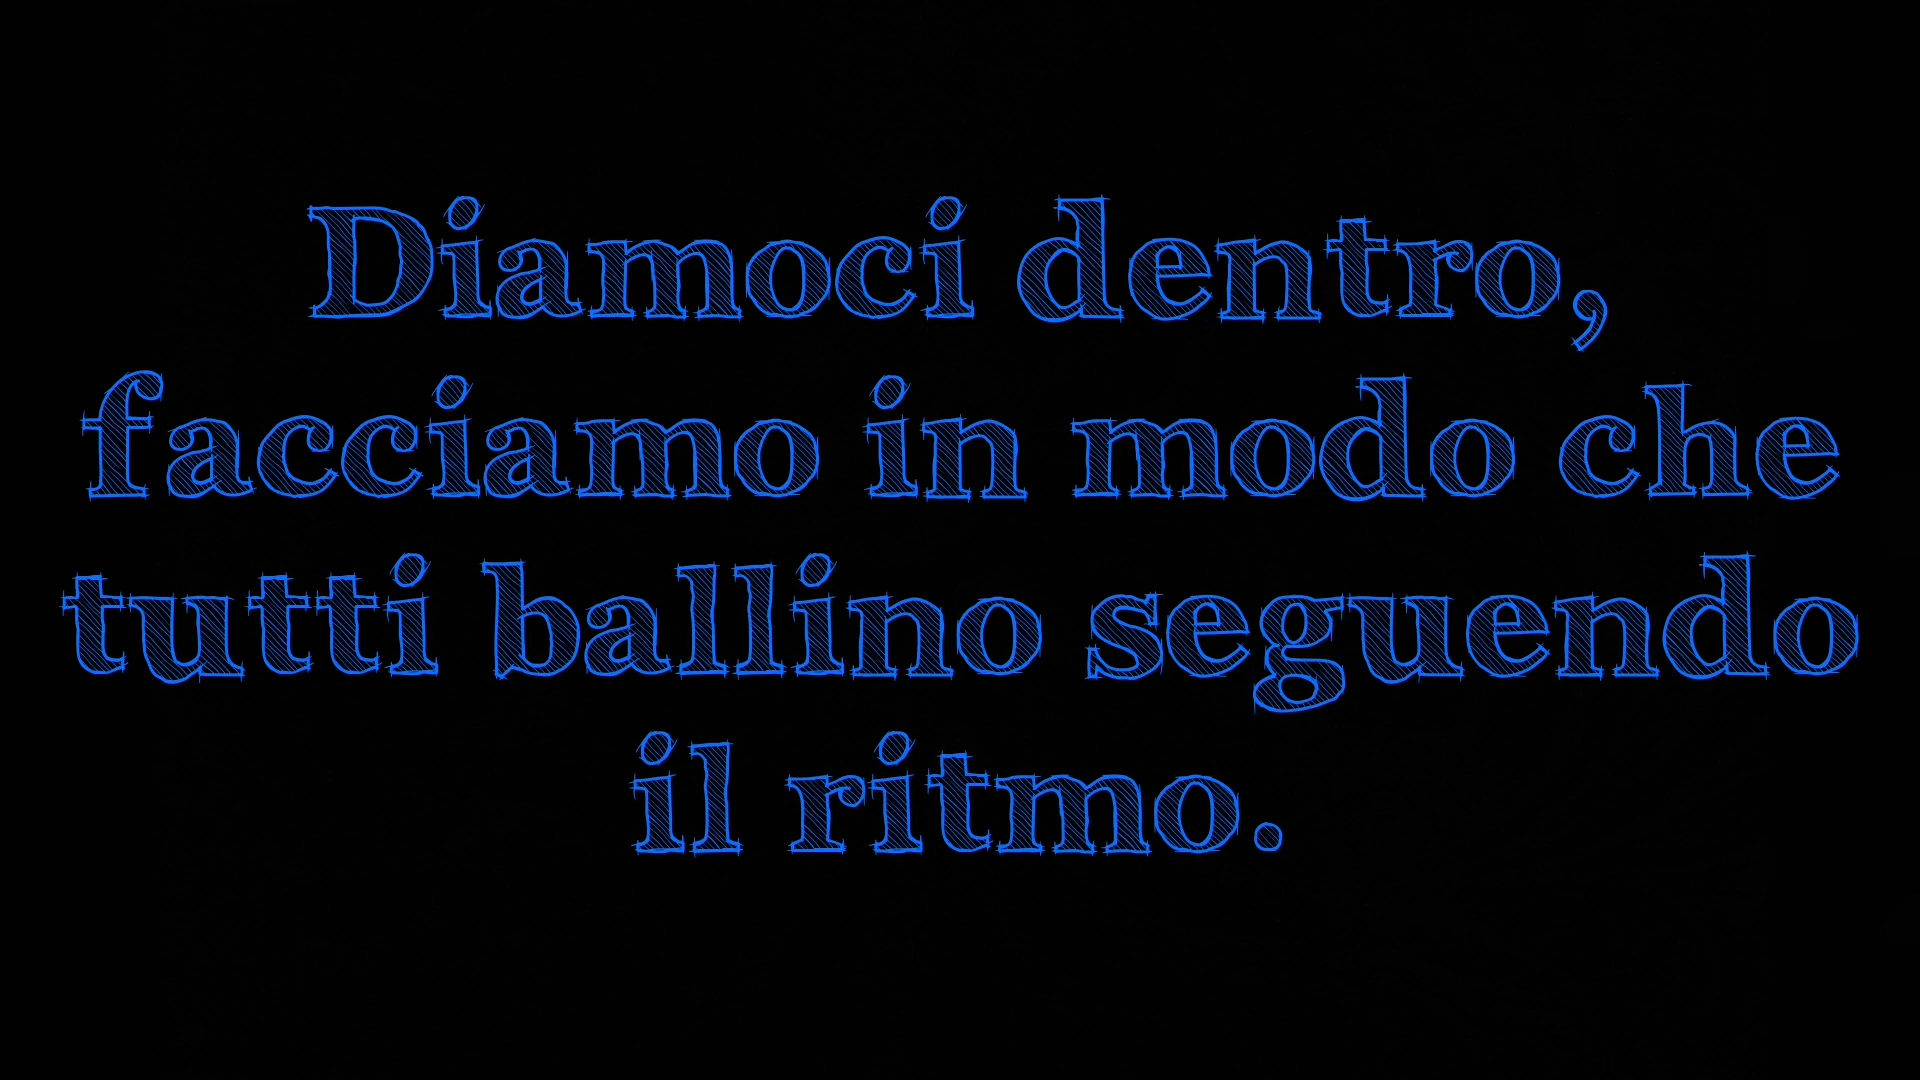 Diamoci dentro,
facciamo in modo che
tutti ballino seguendo
il ritmo.